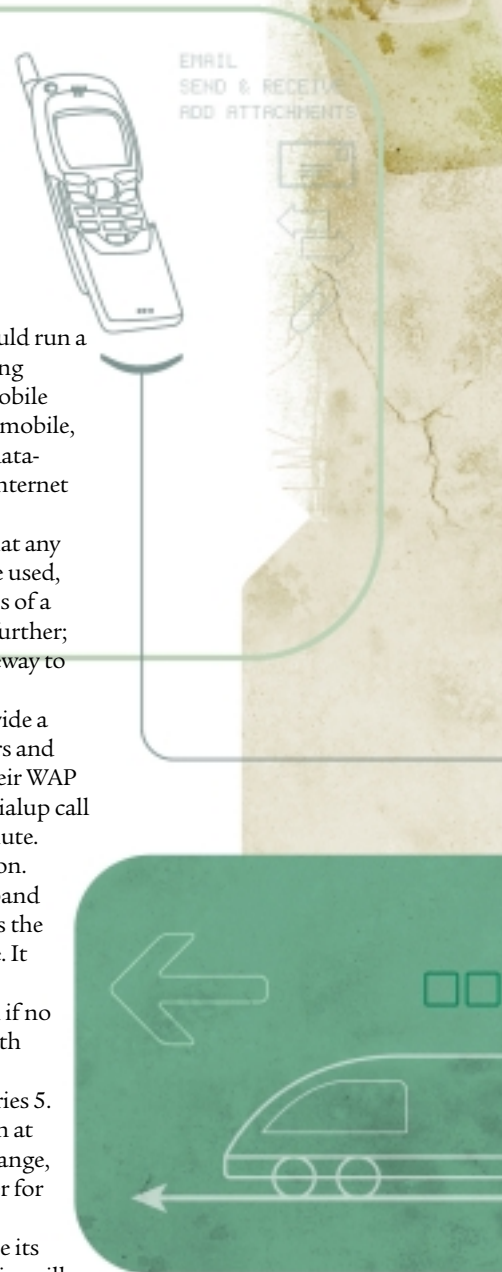 EMAIL
SEND & RECEIVE
ADD ATTACHMENTS
uld run a
ng
obile
mobile,
data-
nternet
at any
e used,
s of a
urther;
eway to
vide a
rs and
eir WAP
ialup call
ute.
on.
and
s the
. It
if no
th
ries 5.
n at
ange,
r for
e its